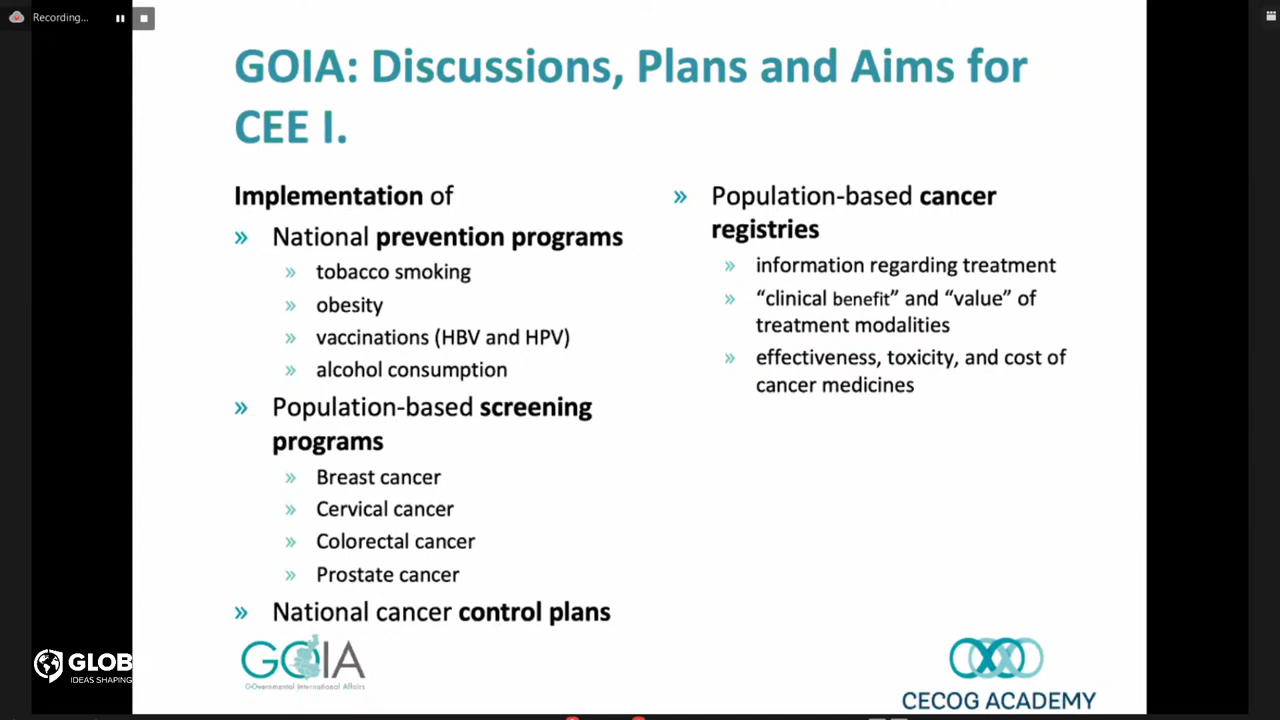 Recording...
GOIA: Discussions, Plans and Aims for
CEE I.
Implementation of
» National prevention programs
» tobacco smoking
» obesity
» vaccinations (HBV and HPV)
» alcohol consumption
» Population-based screening
programs
» Breast cancer
» Cervical cancer
» Colorectal cancer
» Prostate cancer
» National cancer control plans
» Population-based cancer
registries
» information regarding treatment
» “clinical benefit” and “value” of
treatment modalities
» effectiveness, toxicity, and cost of
cancer medicines
GLOB
IDEAS SHAPING
GOIA
GOvernmental International Affairs
CECOG ACADEMY